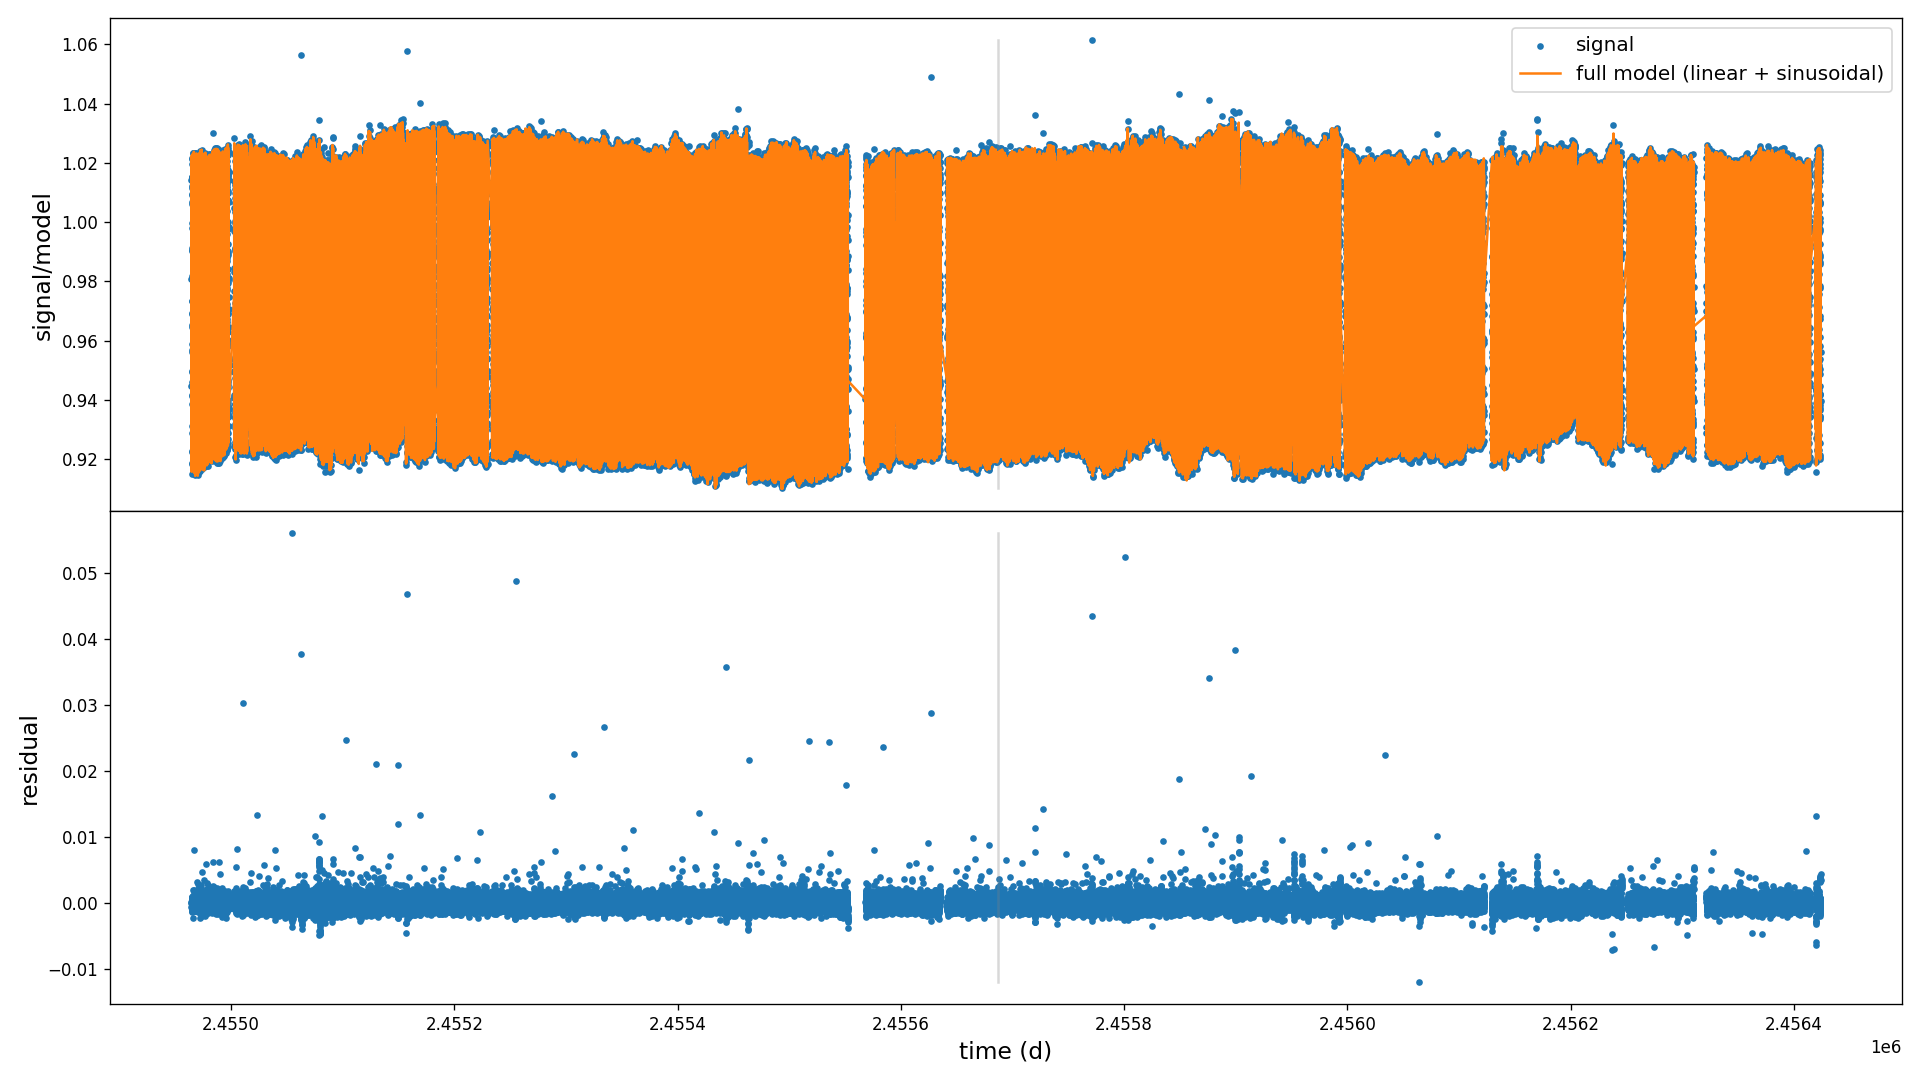 1.06
1.04
1.02
1.00
0.98
0.96
0.94
0.92
signal/model
signal
full model (linear + sinusoidal)
0.05
0.04
0.03
0.02
0.01
0.00
−0.01
residual
2.4550 2.4552 2.4554 2.4556 2.4558 2.4560 2.4562 2.4564
1e6
time (d)